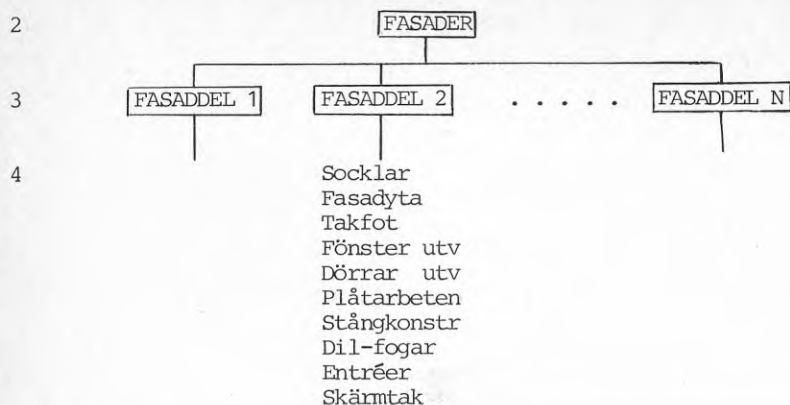 2 FASADER
3 FASADDEL 1 FASADDEL 2 . . . . . FASADDEL N
4 Socklar
Fasadyta
Takfot
Fönster utv
Dörrar utv
Plåtarbeten
Stångkonstr
Dil-fogar
Entréer
Skärmtak